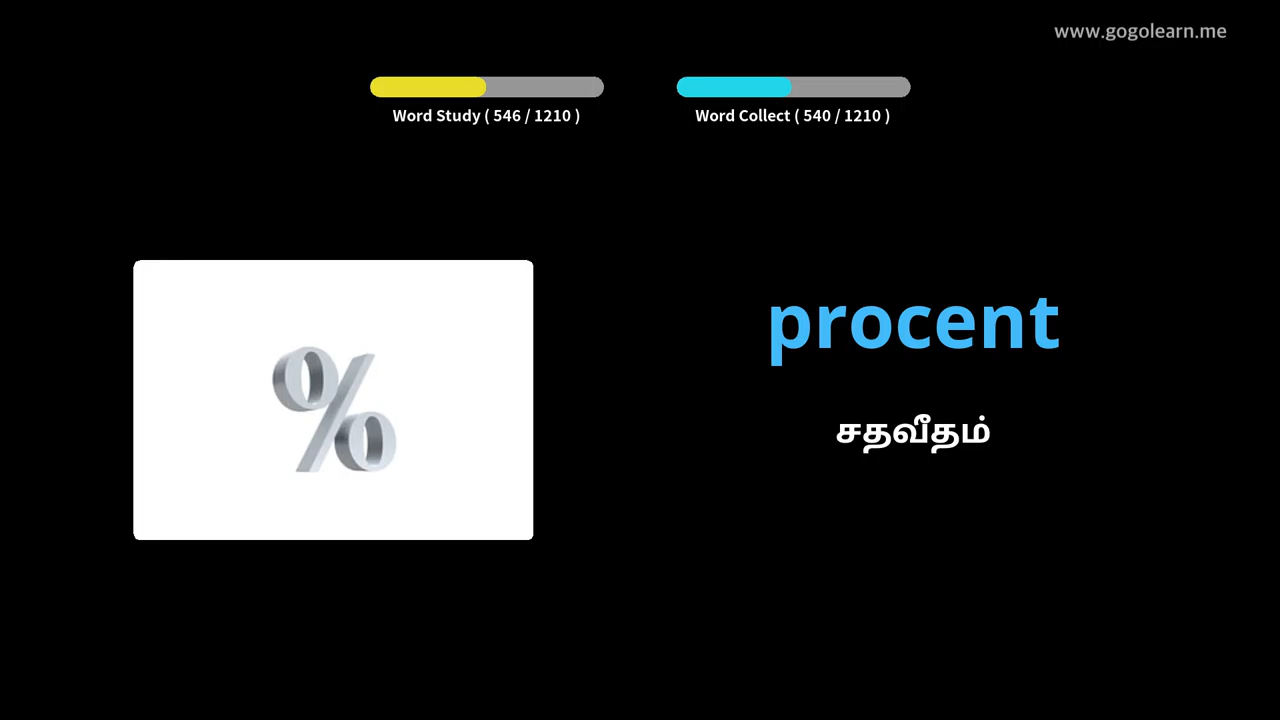 www.gogolearn.me
Word Study ( 546 / 1210 )
Word Collect ( 540 / 1210 )
%
procent
சதவீதம்